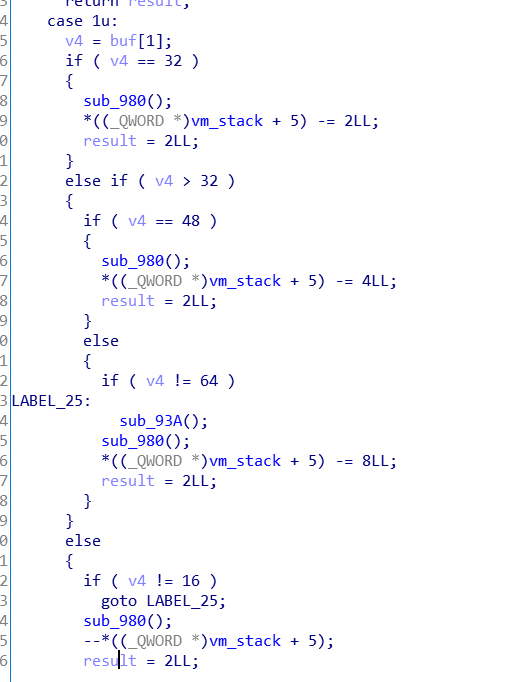 3 return result;
4 case 1u:
5 v4 = buf[1];
6 if ( v4 == 32 )
7 {
8 sub_980();
9 *((_QWORD *)vm_stack + 5) -= 2LL;
0 result = 2LL;
1 }
2 else if ( v4 > 32 )
3 {
4 if ( v4 == 48 )
5 {
6 sub_980();
7 *((_QWORD *)vm_stack + 5) -= 4LL;
8 result = 2LL;
9 }
0 else
1 {
2 if ( v4 != 64 )
3 LABEL_25:
4 sub_93A();
5 sub_980();
6 *((_QWORD *)vm_stack + 5) -= 8LL;
7 result = 2LL;
8 }
9 }
0 else
1 {
2 if ( v4 != 16 )
3 goto LABEL_25;
4 sub_980();
5 --*((_QWORD *)vm_stack + 5);
6 result = 2LL;